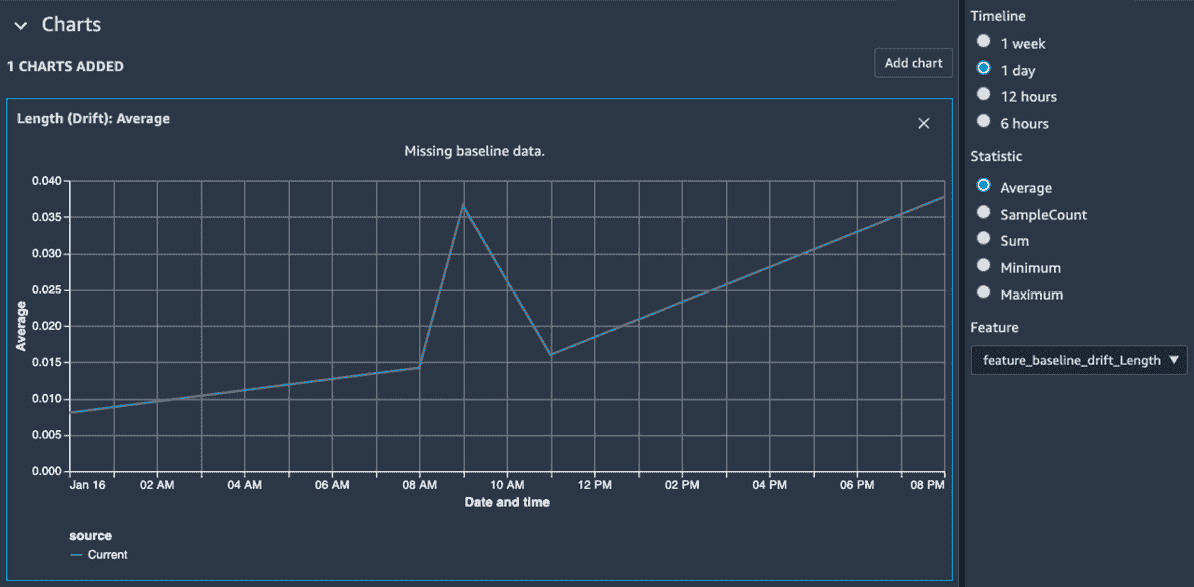 Charts
1 CHARTS ADDED
Add chart
Length (Drift): Average
Missing baseline data.
0.040
0.035
0.030
0.025
0.020
0.015
0.010
0.005
0.000
Average
Jan 16 02 AM 04 AM 06 AM 08 AM 10 AM 12 PM 02 PM 04 PM 06 PM 08 PM
Date and time
source
Current
Timeline
1 week
1 day
12 hours
6 hours
Statistic
Average
SampleCount
Sum
Minimum
Maximum
Feature
feature_baseline_drift_Length